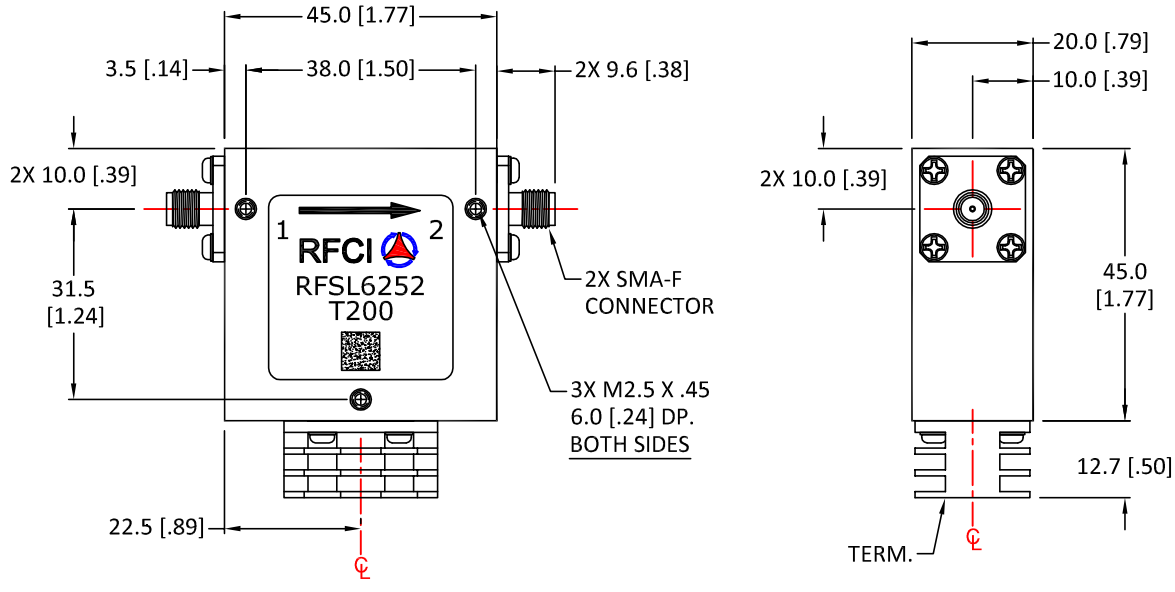 45.0 [1.77]
3.5 [.14]
38.0 [1.50]
2X 9.6 [.38]
2X 10.0 [.39]
31.5
[1.24]
1
2
RFCI
RFSL6252
T200
2X SMA-F
CONNECTOR
3X M2.5 X .45
6.0 [.24] DP.
BOTH SIDES
22.5 [.89]
℄
20.0 [.79]
10.0 [.39]
2X 10.0 [.39]
45.0
[1.77]
12.7 [.50]
TERM.
℄